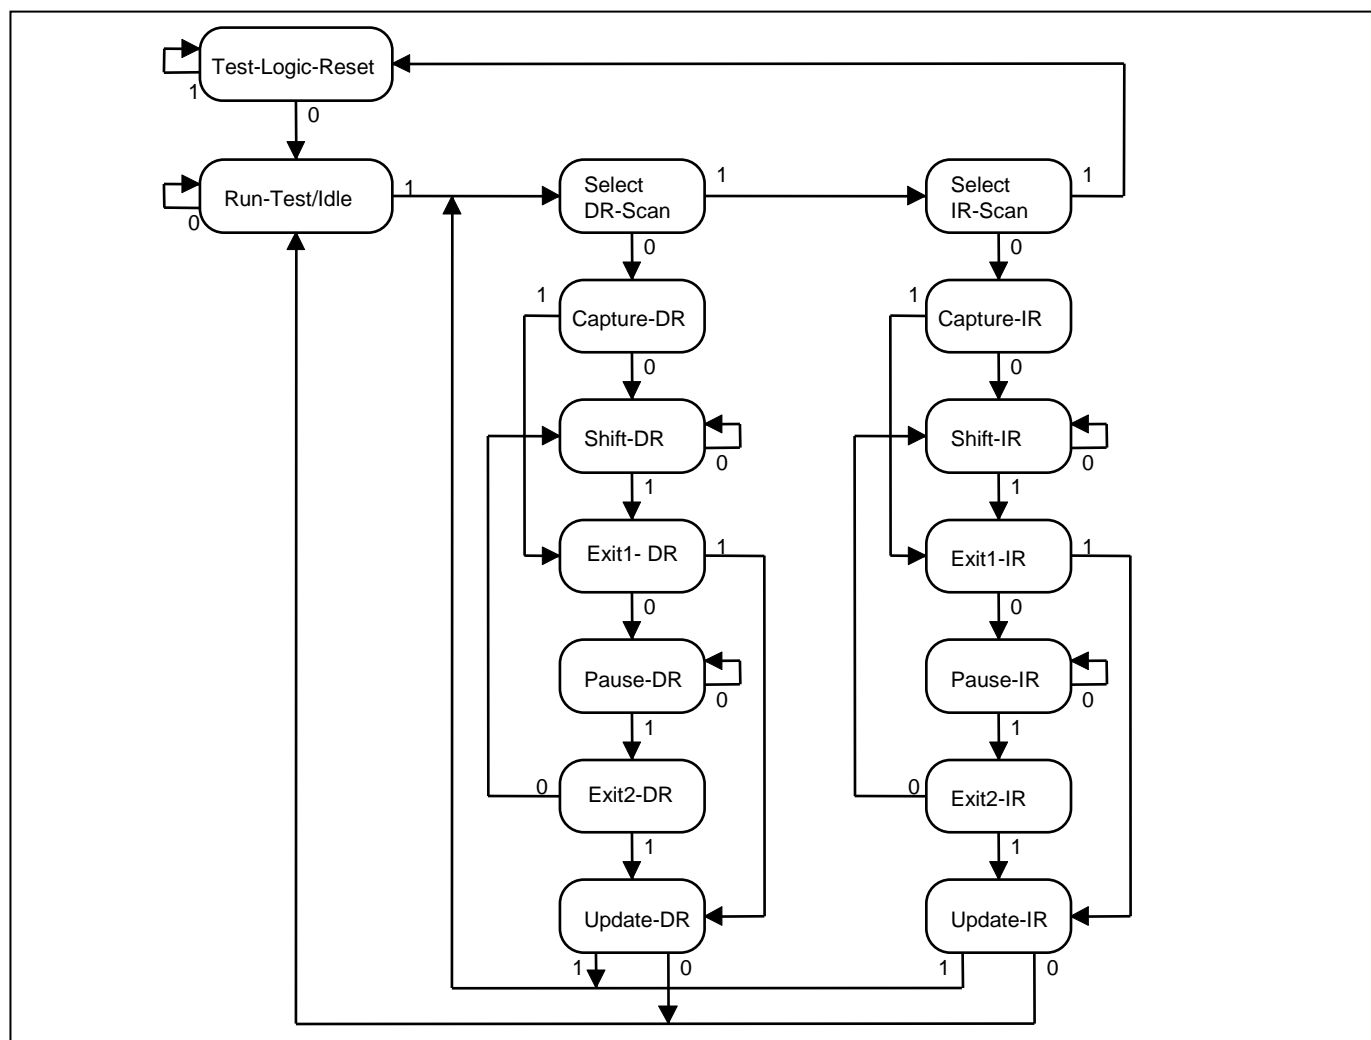 Test-Logic-Reset
1
0
Run-Test/Idle
0
1
Select
DR-Scan
1
0
Select
IR-Scan
1
0
1
Capture-DR
0
1
Capture-IR
0
Shift-DR
0
1
Shift-IR
0
1
Exit1- DR
1
0
Exit1-IR
1
0
Pause-DR
0
1
Pause-IR
0
1
0
Exit2-DR
1
0
Exit2-IR
1
Update-DR
1
0
Update-IR
1
0